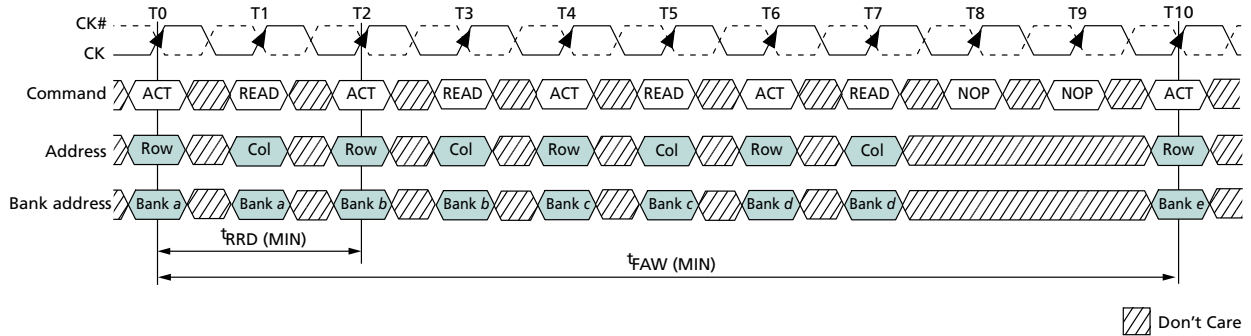 T0 T1 T2 T3 T4 T5 T6 T7 T8 T9 T10
CK#
CK
Command ACT READ ACT READ ACT READ ACT READ NOP NOP ACT
Address Row Col Row Col Row Col Row Col Row
Bank address Bank a Bank a Bank b Bank b Bank c Bank c Bank d Bank d Bank e
tRRD (MIN)
tFAW (MIN)
Don't Care